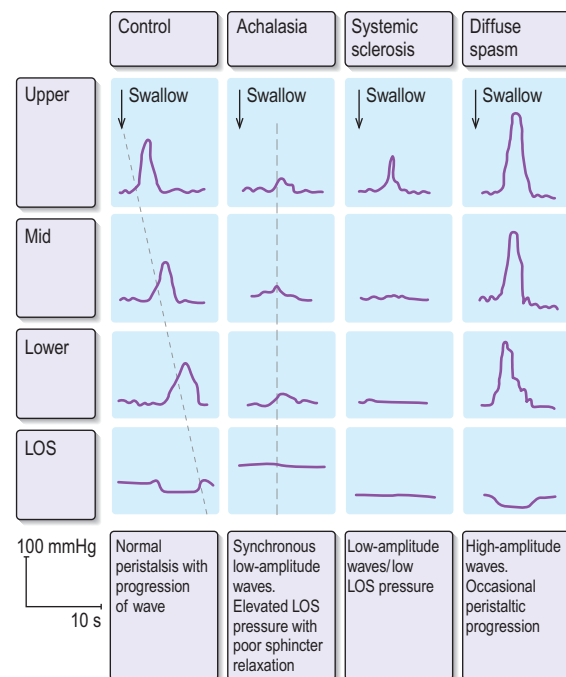 Control
Achalasia
Systemic
sclerosis
Diffuse
spasm
Upper
Swallow
Swallow
Swallow
Swallow
Mid
Lower
LOS
100 mmHg
10 s
Normal
peristalsis with
progression
of wave
Synchronous
low-amplitude
waves.
Elevated LOS
pressure with
poor sphincter
relaxation
Low-amplitude
waves/low
LOS pressure
High-amplitude
waves.
Occasional
peristaltic
progression